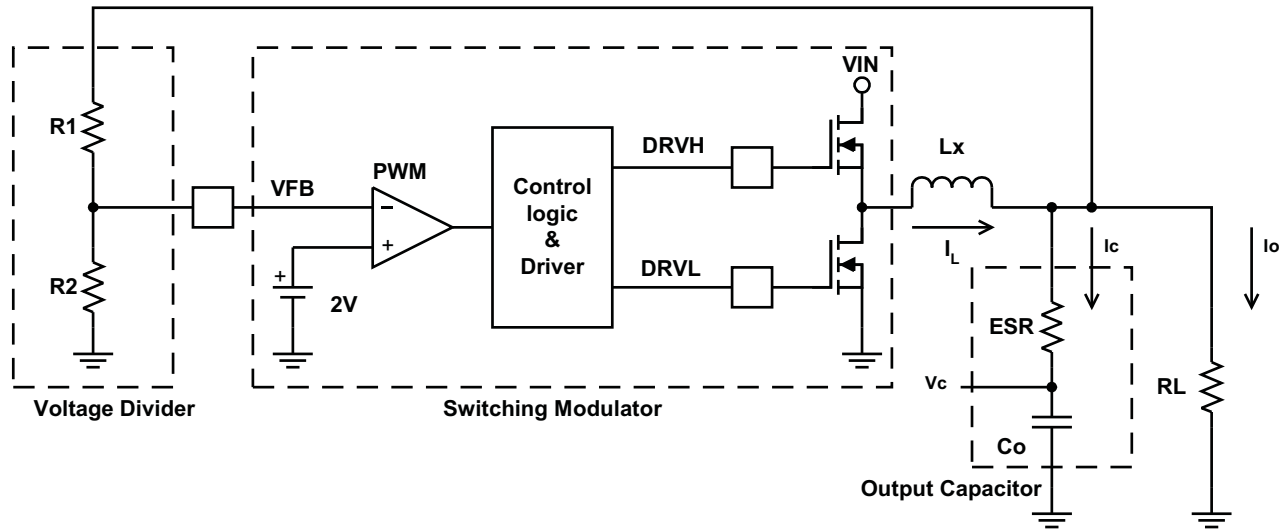 VIN
R1
DRVH
Lx
PWM
VFB
Control
logic
&
Driver
−
+
Ic
Io
IL
R2
+
2V
DRVL
ESR
Vc
RL
Co
Voltage Divider
Switching Modulator
Output Capacitor